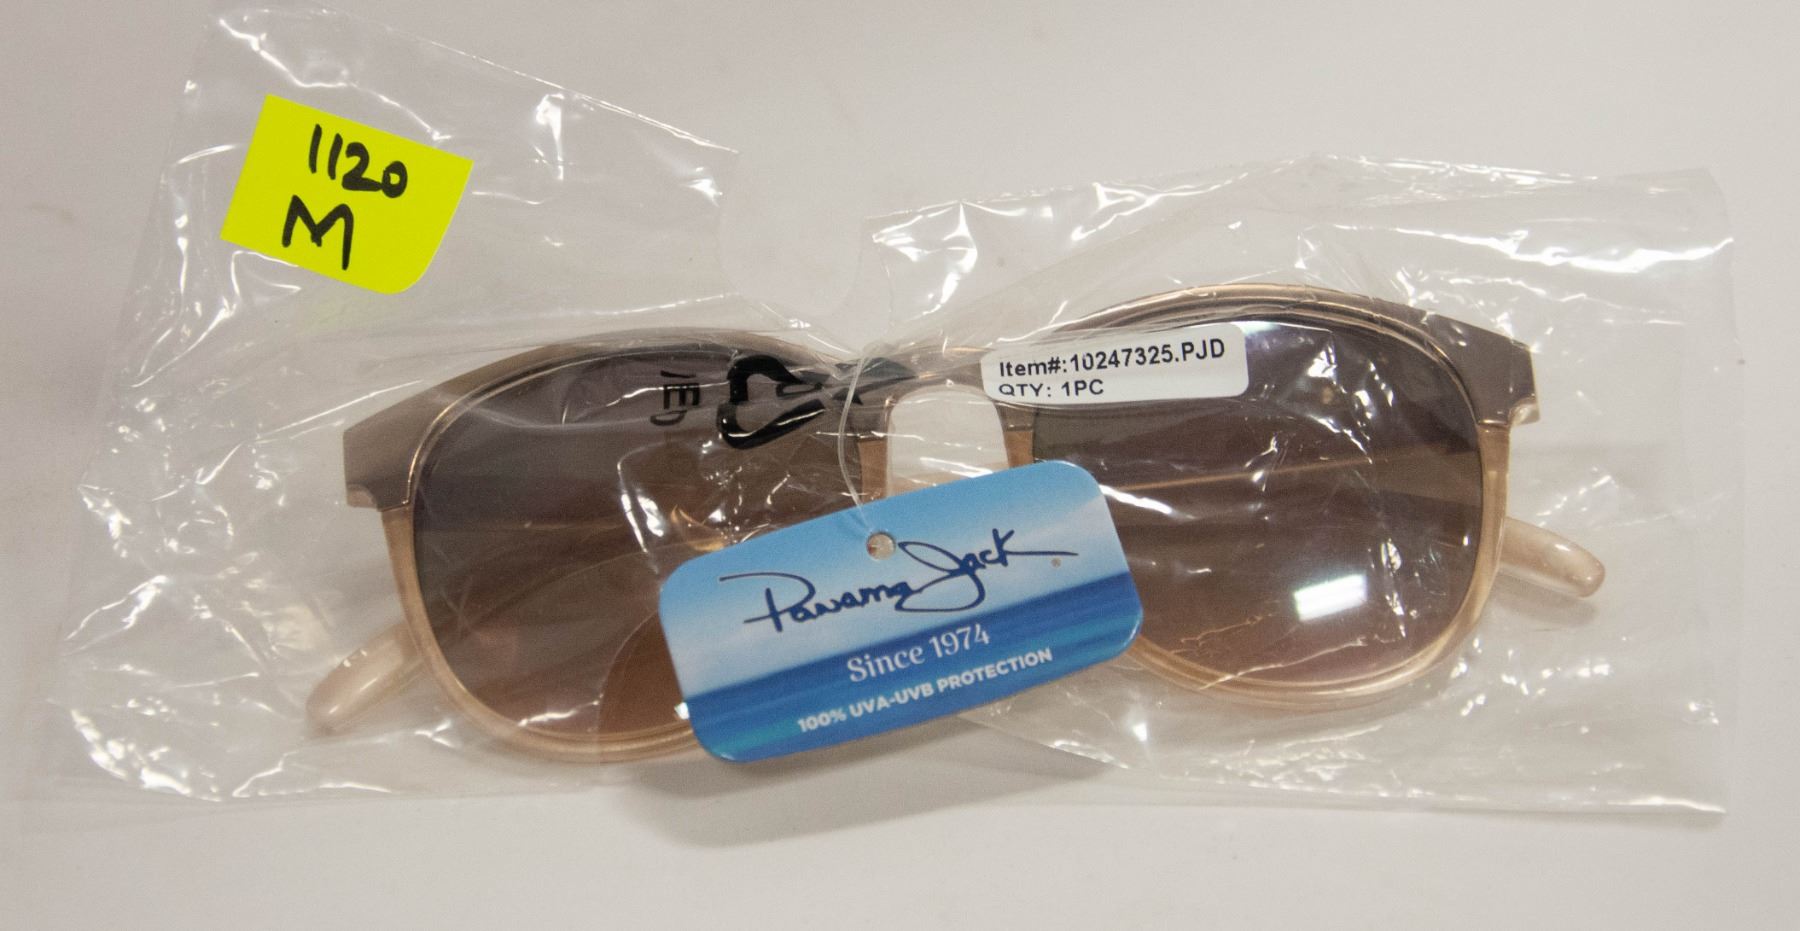 1120
M
Item#:10247325.PJD
QTY: 1PC
Panama Jack
Since 1974
100% UVA-UVB PROTECTION